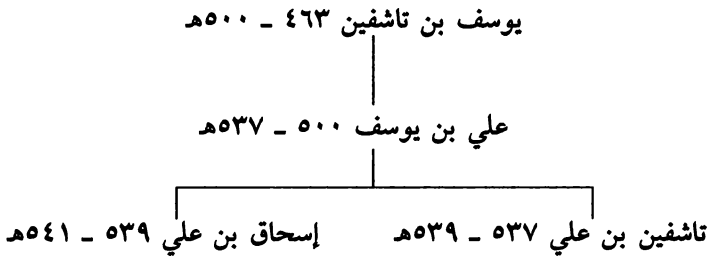 يوسف بن تاشفين ٤٦٣ ـ ٥٠٠هـ
علي بن يوسف ٥٠٠ ـ ٥٣٧هـ
تاشفين بن علي ٥٣٧ ـ ٥٣٩هـ إسحاق بن علي ٥٣٩ ـ ٥٤١هـ